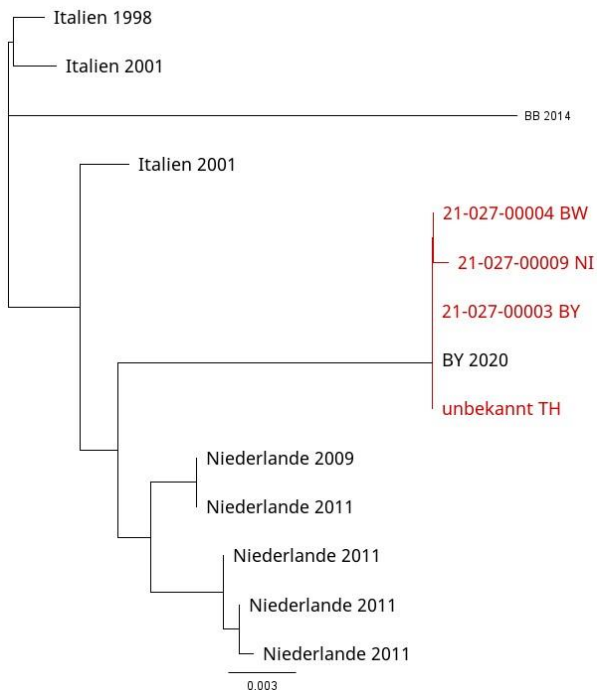 Italien 1998
Italien 2001
BB 2014
Italien 2001
21-027-00004 BW
21-027-00009 NI
21-027-00003 BY
BY 2020
unbekannt TH
Niederlande 2009
Niederlande 2011
Niederlande 2011
Niederlande 2011
Niederlande 2011
0.003